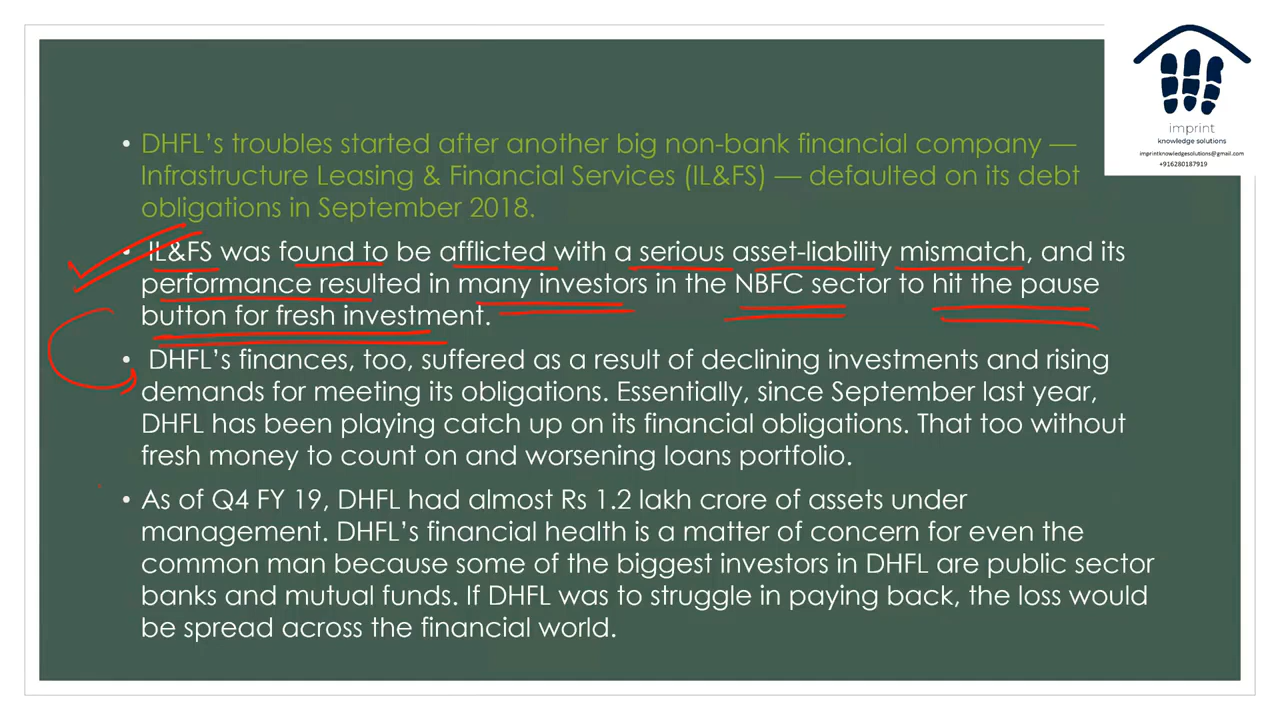 imprint
knowledge solutions
imprintknowledgesolutions@gmail.com
+916280187919
• DHFL’s troubles started after another big non-bank financial company —
Infrastructure Leasing & Financial Services (IL&FS) — defaulted on its debt
obligations in September 2018.
• IL&FS was found to be afflicted with a serious asset-liability mismatch, and its
performance resulted in many investors in the NBFC sector to hit the pause
button for fresh investment.
• DHFL’s finances, too, suffered as a result of declining investments and rising
demands for meeting its obligations. Essentially, since September last year,
DHFL has been playing catch up on its financial obligations. That too without
fresh money to count on and worsening loans portfolio.
• As of Q4 FY 19, DHFL had almost Rs 1.2 lakh crore of assets under
management. DHFL’s financial health is a matter of concern for even the
common man because some of the biggest investors in DHFL are public sector
banks and mutual funds. If DHFL was to struggle in paying back, the loss would
be spread across the financial world.